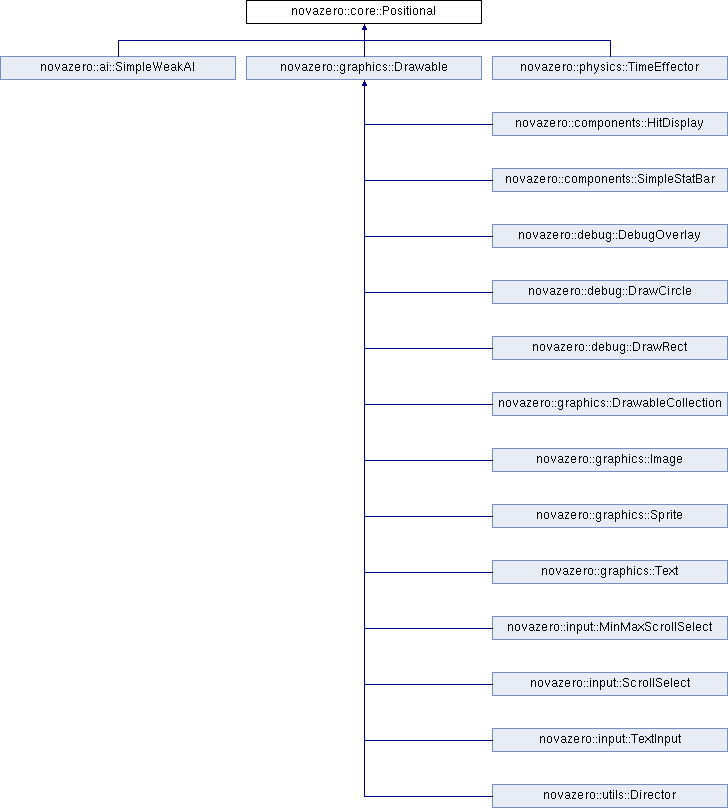 novazero::core::Positional
novazero::ai::SimpleWeakAI
novazero::graphics::Drawable
novazero::physics::TimeEffector
novazero::components::HitDisplay
novazero::components::SimpleStatBar
novazero::debug::DebugOverlay
novazero::debug::DrawCircle
novazero::debug::DrawRect
novazero::graphics::DrawableCollection
novazero::graphics::Image
novazero::graphics::Sprite
novazero::graphics::Text
novazero::input::MinMaxScrollSelect
novazero::input::ScrollSelect
novazero::input::TextInput
novazero::utils::Director